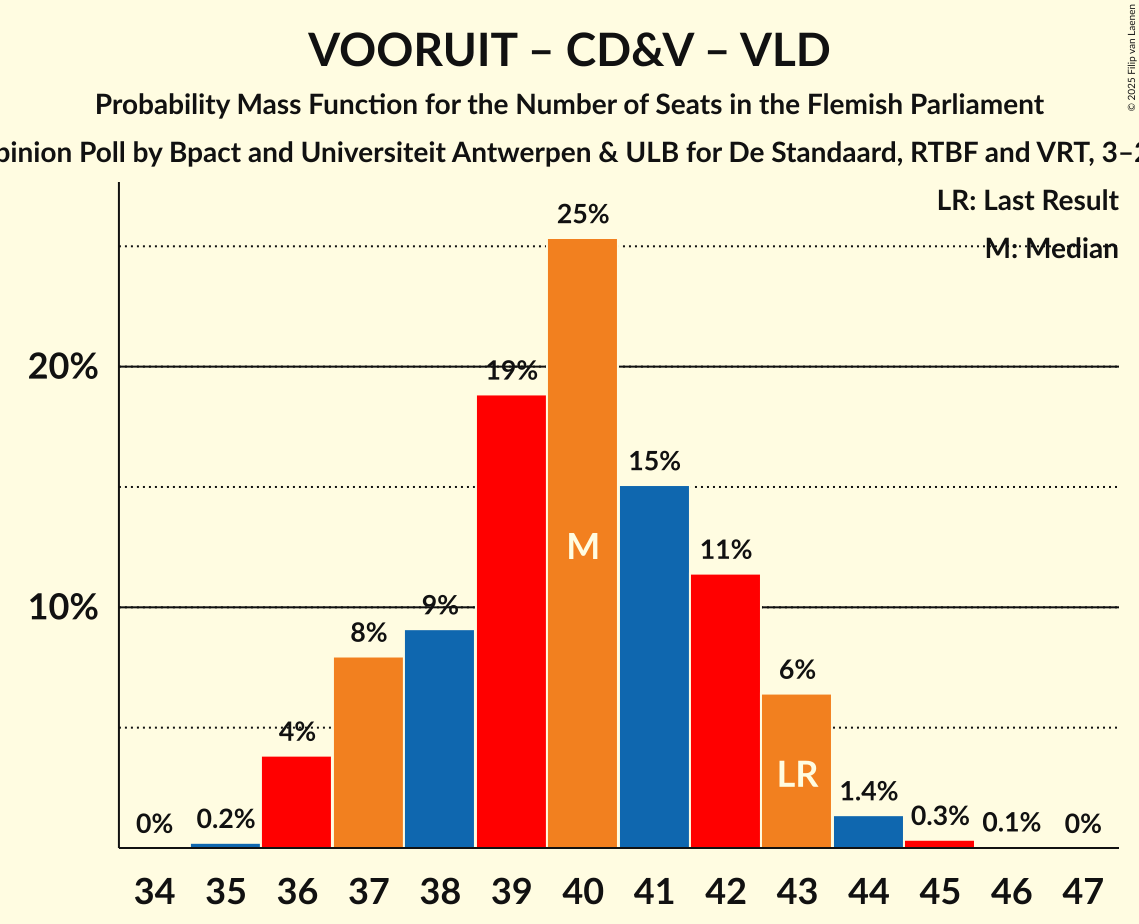 VOORUIT – CD&V – VLD
Probability Mass Function for the Number of Seats in the Flemish Parliament
Poll by Bpact and Universiteit Antwerpen & ULB for De Standaard, RTBF and VRT,
© 2025 Filip van Laenen
LR: Last Result
M: Median
25%
20%
19%
15%
M
11%
10%
9%
8%
6%
4%
LR
1.4%
0% 0.2% 0.3% 0.1% 0%
34 35 36 37 38 39 40 41 42 43 44 45 46 47